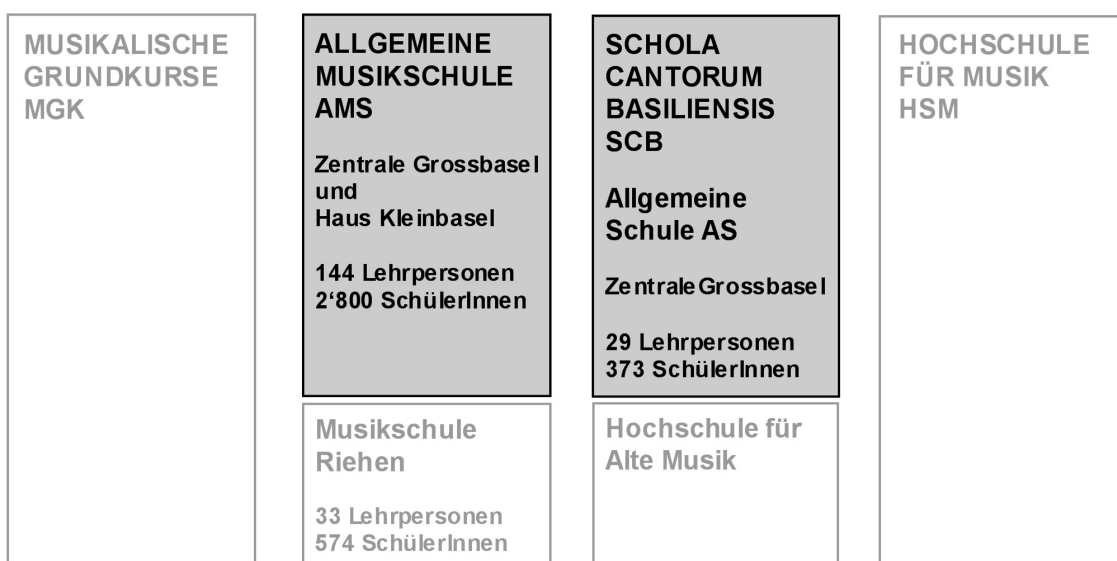 MUSIKALISCHE
GRUNDKURSE
MGK
ALLGEMEINE
MUSIKSCHULE
AMS
Zentrale Grossbasel
und
Haus Kleinbasel
144 Lehrpersonen
2‘800 SchülerInnen
Musikschule
Riehen
33 Lehrpersonen
574 SchülerInnen
SCHOLA
CANTORUM
BASILIENSIS
SCB
Allgemeine
Schule AS
Zentrale Grossbasel
29 Lehrpersonen
373 SchülerInnen
Hochschule für
Alte Musik
HOCHSCHULE
FÜR MUSIK
HSM